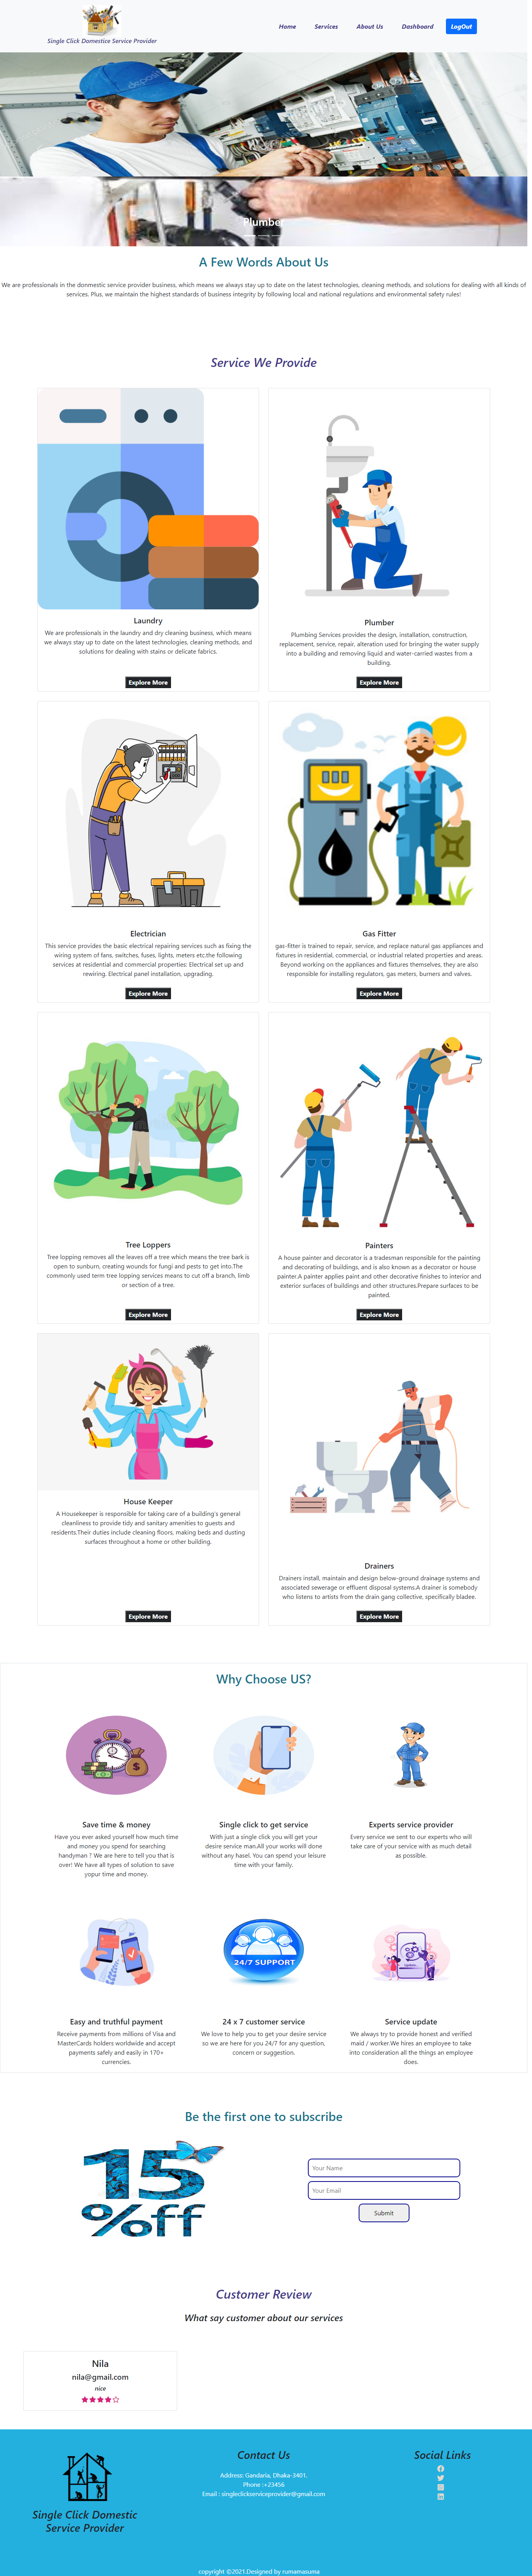 Single Click Domestice Service Provider
Home Services About Us Dashboard LogOut
Plumber
A Few Words About Us
We are professionals in the donmestic service provider business, which means we always stay up to date on the latest technologies, cleaning methods, and solutions for dealing with all kinds of
services. Plus, we maintain the highest standards of business integrity by following local and national regulations and environmental safety rules!
Service We Provide
Laundry
We are professionals in the laundry and dry cleaning business, which means
we always stay up to date on the latest technologies, cleaning methods, and
solutions for dealing with stains or delicate fabrics.
Explore More
Plumber
Plumbing Services provides the design, installation, construction,
replacement, service, repair, alteration used for bringing the water supply
into a building and removing liquid and water-carried wastes from a
building.
Explore More
Electrician
This service provides the basic electrical repairing services such as fixing the
wiring system of fans, switches, fuses, lights, meters etc.the following
services at residential and commercial properties: Electrical set up and
rewiring. Electrical panel installation, upgrading.
Explore More
Gas Fitter
gas-fitter is trained to repair, service, and replace natural gas appliances and
fixtures in residential, commercial, or industrial related properties and areas.
Beyond working on the appliances and fixtures themselves, they are also
responsible for installing regulators, gas meters, burners and valves.
Explore More
Tree Loppers
Tree lopping removes all the leaves off a tree which means the tree bark is
open to sunburn, creating wounds for fungi and pests to get into.The
commonly used term tree lopping services means to cut off a branch, limb
or section of a tree.
Explore More
Painters
A house painter and decorator is a tradesman responsible for the painting
and decorating of buildings, and is also known as a decorator or house
painter.A painter applies paint and other decorative finishes to interior and
exterior surfaces of buildings and other structures.Prepare surfaces to be
painted.
Explore More
House Keeper
A Housekeeper is responsible for taking care of a building's general
cleanliness to provide tidy and sanitary amenities to guests and
residents.Their duties include cleaning floors, making beds and dusting
surfaces throughout a home or other building.
Explore More
Drainers
Drainers install, maintain and design below-ground drainage systems and
associated sewerage or effluent disposal systems.A drainer is somebody
who listens to artists from the drain gang collective, specifically bladee.
Explore More
Why Choose US?
Save time & money
Have you ever asked yourself how much time
and money you spend for searching
handyman ? We are here to tell you that is
over! We have all types of solution to save
yopur time and money.
Single click to get service
With just a single click you will get your
desire service man.All your works will done
without any hasel. You can spend your leisure
time with your family.
Experts service provider
Every service we sent to our experts who will
take care of your service with as much detail
as possible.
Easy and truthful payment
Receive payments from millions of Visa and
MasterCards holders worldwide and accept
payments safely and easily in 170+
currencies.
24/7 SUPPORT
24 x 7 customer service
We love to help you to get your desire service
so we are here for you 24/7 for any question,
concern or suggestion.
Service update
We always try to provide honest and verified
maid / worker.We hires an employee to take
into consideration all the things an employee
does.
Be the first one to subscribe
15
%off
Your Name
Your Email
Submit
Customer Review
What say customer about our services
Nila
nila@gmail.com
nice
Single Click Domestic
Service Provider
Contact Us
Address: Gandaria, Dhaka-3401.
Phone :+23456
Email : singleclickserviceprovider@gmail.com
Social Links
copyright ©2021.Designed by rumamasuma